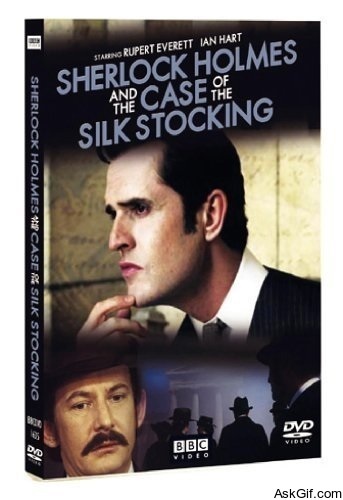 BBC
VIDEO
SHERLOCK HOLMES AND THE CASE OF THE SILK STOCKING
STARRING RUPERT EVERETT IAN HART
SHERLOCK HOLMES
AND THE CASE OF THE
SILK STOCKING
BBC
VIDEO
DVD
VIDEO
AskGif.com